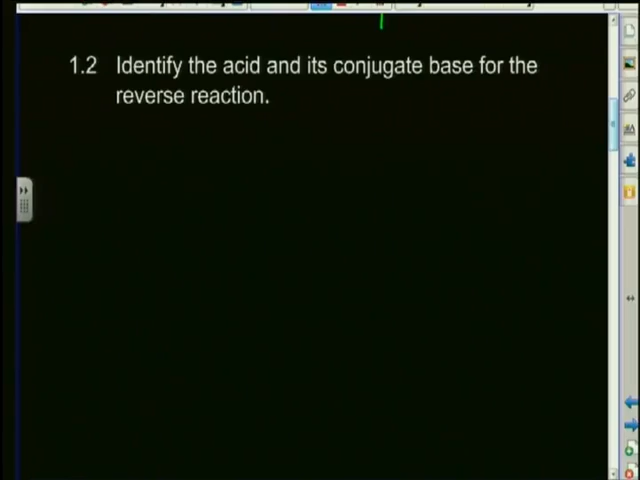 1.2 Identify the acid and its conjugate base for the
reverse reaction.